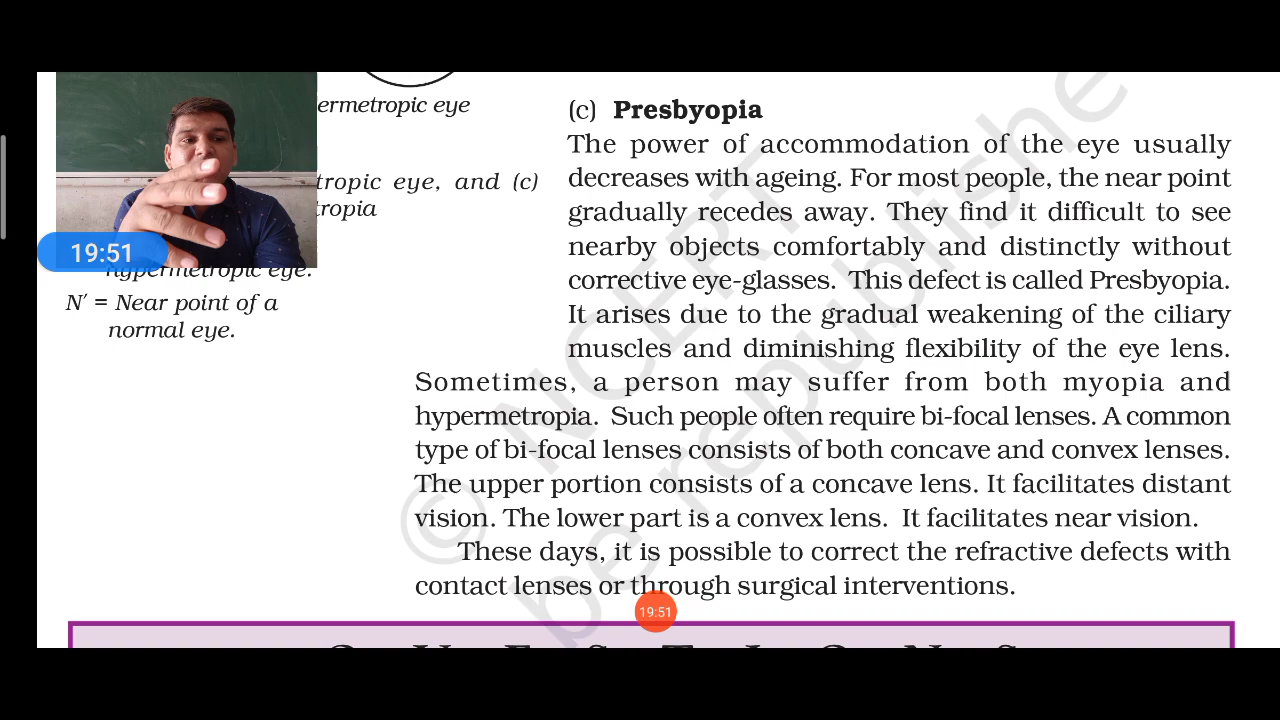 ermetropic eye
tropic eye, and (c)
tropia
19:51
hypermetropic eye.
N′ = Near point of a
normal eye.
(c) Presbyopia
The power of accommodation of the eye usually
decreases with ageing. For most people, the near point
gradually recedes away. They find it difficult to see
nearby objects comfortably and distinctly without
corrective eye-glasses. This defect is called Presbyopia.
It arises due to the gradual weakening of the ciliary
muscles and diminishing flexibility of the eye lens.
Sometimes, a person may suffer from both myopia and
hypermetropia. Such people often require bi-focal lenses. A common
type of bi-focal lenses consists of both concave and convex lenses.
The upper portion consists of a concave lens. It facilitates distant
vision. The lower part is a convex lens. It facilitates near vision.
These days, it is possible to correct the refractive defects with
contact lenses or through surgical interventions.
19:51
Q U E S T I O N S
© NCERT
be republishe